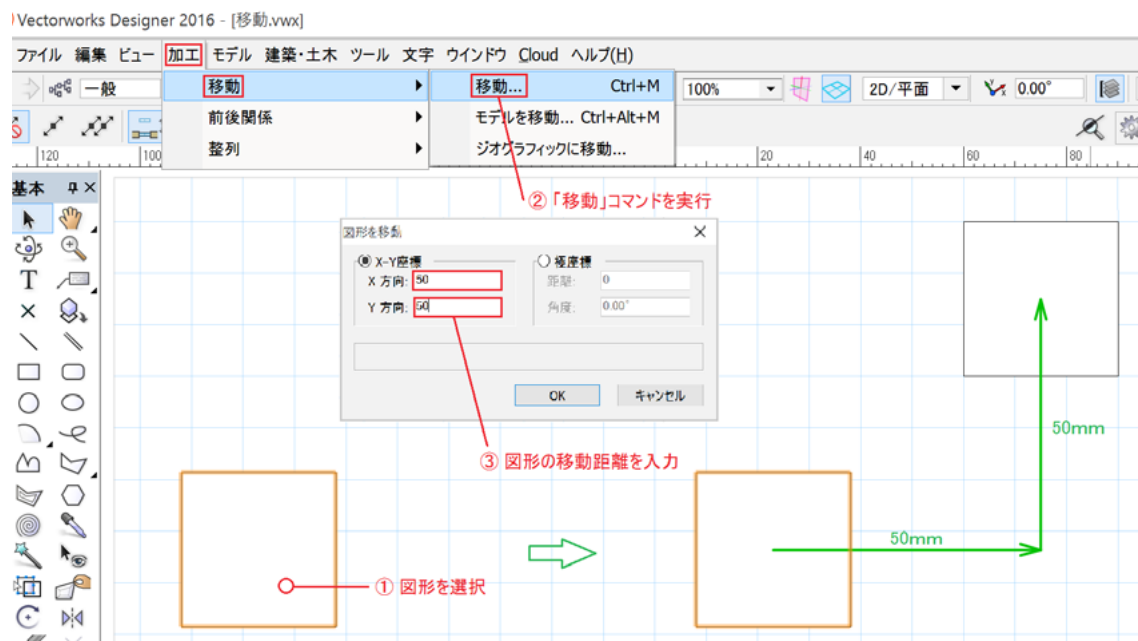 Vectorworks Designer 2016 - [移動.vwx]
ファイル 編集 ビュー 加工 モデル 建築・土木 ツール 文字 ウインドウ Cloud ヘルプ(H)
一般 移動 移動... Ctrl+M 100% 2D/平面 0.00°
前後関係 モデルを移動... Ctrl+Alt+M
整列 ジオグラフィックに移動...
120 100 20 40 60 80
基本
② 「移動」コマンドを実行
図形を移動
X-Y座標 極座標
X 方向: 50 距離: 0
Y 方向: 50 角度: 0.00°
OK キャンセル
50mm
③ 図形の移動距離を入力
50mm
① 図形を選択